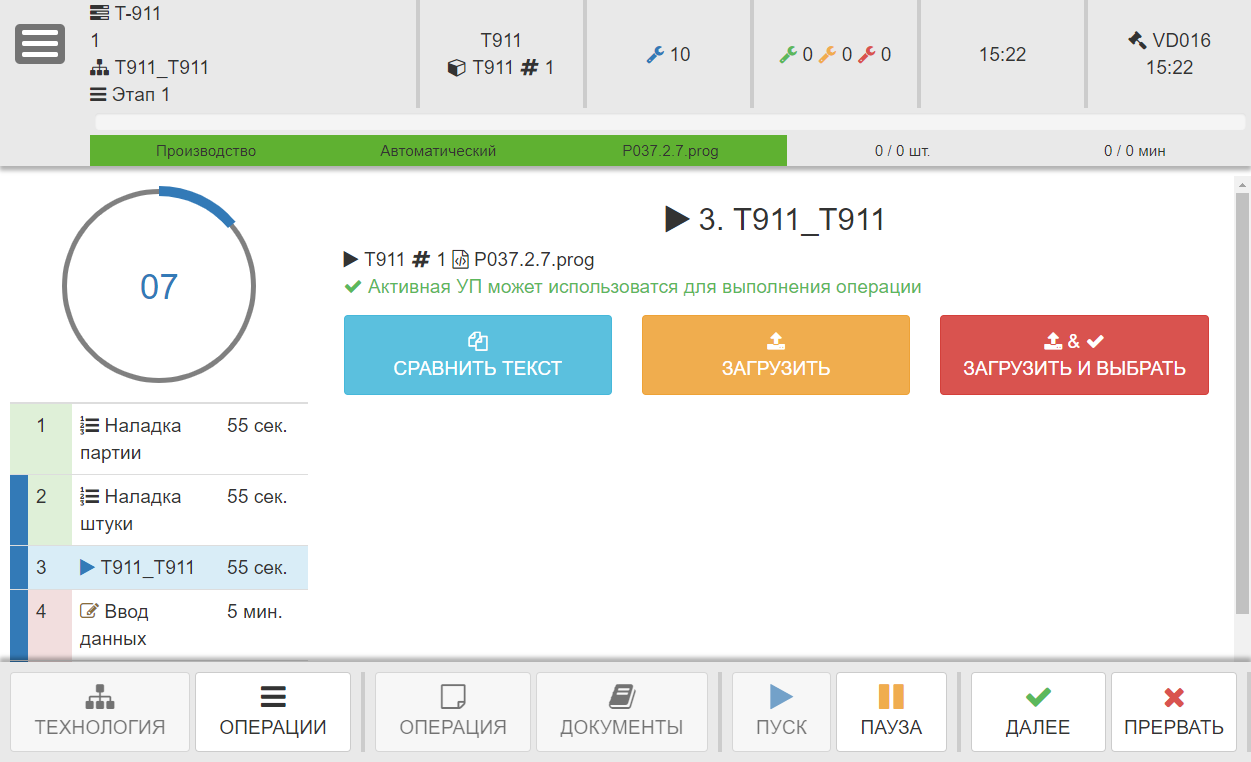 T-911
1
T911_T911
Этап 1
T911
T911 # 1
10
0 0 0
15:22
VD016
15:22
Производство Автоматический P037.2.7.prog 0 / 0 шт. 0 / 0 мин
07
3. T911_T911
T911 # 1 P037.2.7.prog
Активная УП может использоватся для выполнения операции
СРАВНИТЬ ТЕКСТ
ЗАГРУЗИТЬ
&
ЗАГРУЗИТЬ И ВЫБРАТЬ
1 Наладка 55 сек.
партии
2 Наладка 55 сек.
штуки
3 T911_T911 55 сек.
4 Ввод 5 мин.
данных
ТЕХНОЛОГИЯ ОПЕРАЦИИ ОПЕРАЦИЯ ДОКУМЕНТЫ ПУСК ПАУЗА ДАЛЕЕ ПРЕРВАТЬ